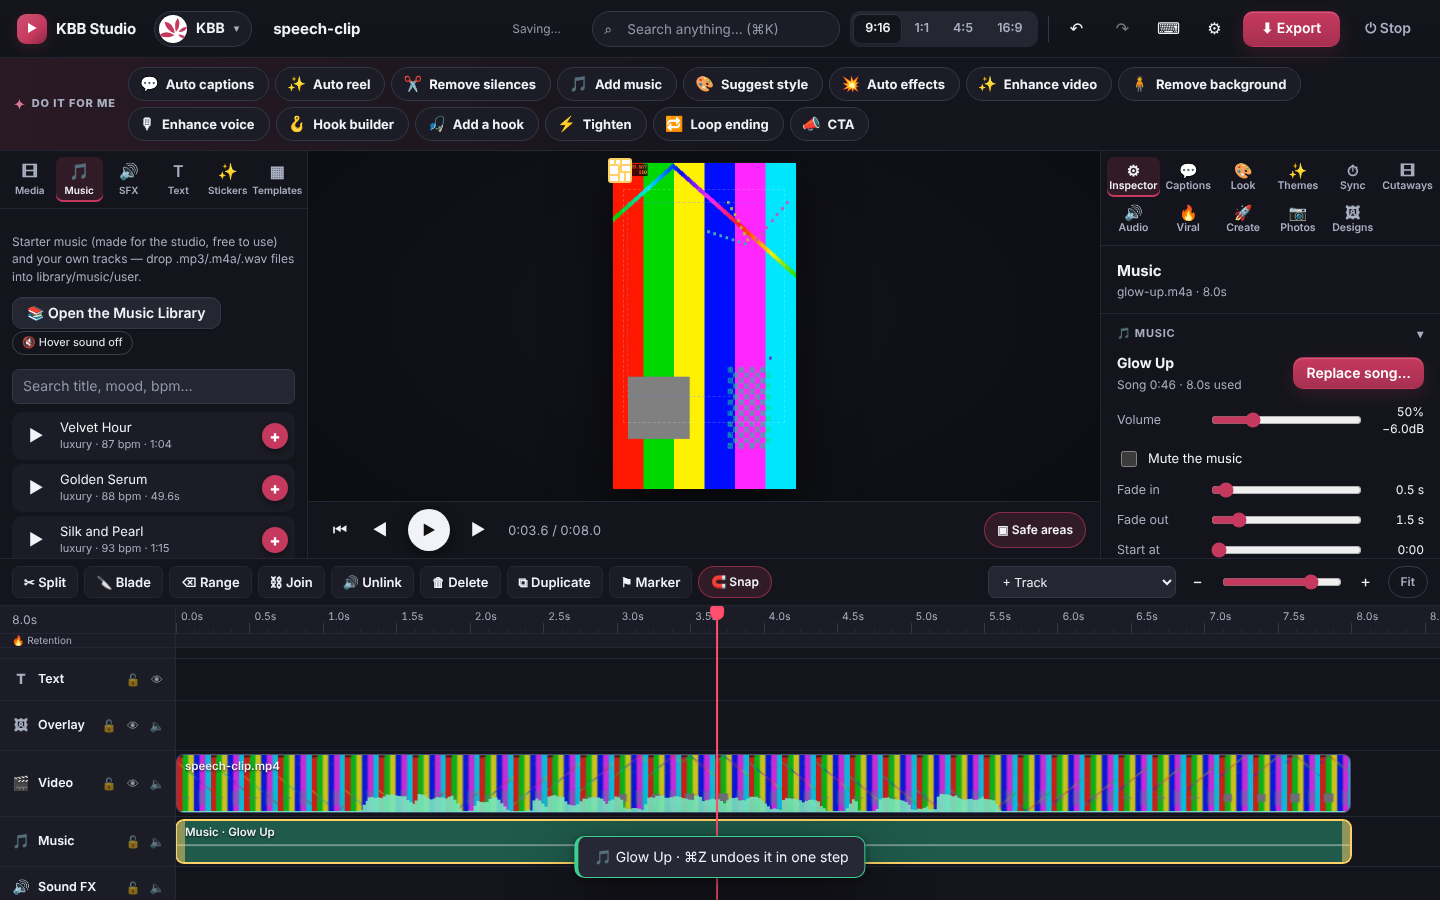 KBB Studio
KBB
speech-clip
Saving...
Search anything... (⌘K)
9:16 1:1 4:5 16:9
Export
Stop
DO IT FOR ME
Auto captions
Auto reel
Remove silences
Add music
Suggest style
Auto effects
Enhance video
Remove background
Enhance voice
Hook builder
Add a hook
Tighten
Loop ending
CTA
Media
Music
SFX
Text
Stickers
Templates
Starter music (made for the studio, free to use)
and your own tracks — drop .mp3/.m4a/.wav files
into library/music/user.
Open the Music Library
Hover sound off
Search title, mood, bpm...
Velvet Hour
luxury · 87 bpm · 1:04
Golden Serum
luxury · 88 bpm · 49.6s
Silk and Pearl
luxury · 93 bpm · 1:15
0:03.6 / 0:08.0
Safe areas
Inspector
Captions
Look
Themes
Sync
Cutaways
Audio
Viral
Create
Photos
Designs
Music
glow-up.m4a · 8.0s
MUSIC
Glow Up
Song 0:46 · 8.0s used
Replace song...
Volume
50%
−6.0dB
Mute the music
Fade in
0.5 s
Fade out
1.5 s
Start at
0:00
Split
Blade
Range
Join
Unlink
Delete
Duplicate
Marker
Snap
+ Track
− +
Fit
8.0s
0.0s 0.5s 1.0s 1.5s 2.0s 2.5s 3.0s 3.5 4.0s 4.5s 5.0s 5.5s 6.0s 6.5s 7.0s 7.5s 8.0s 8.
Retention
T Text
Overlay
Video
speech-clip.mp4
Music
Music · Glow Up
Glow Up · ⌘Z undoes it in one step
Sound FX